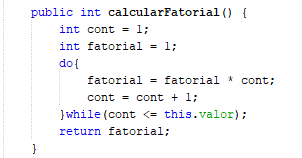 public int calcularFatorial() {
    int cont = 1;
    int fatorial = 1;
    do{
        fatorial = fatorial * cont;
        cont = cont + 1;
    }while(cont <= this.valor);
    return fatorial;
}